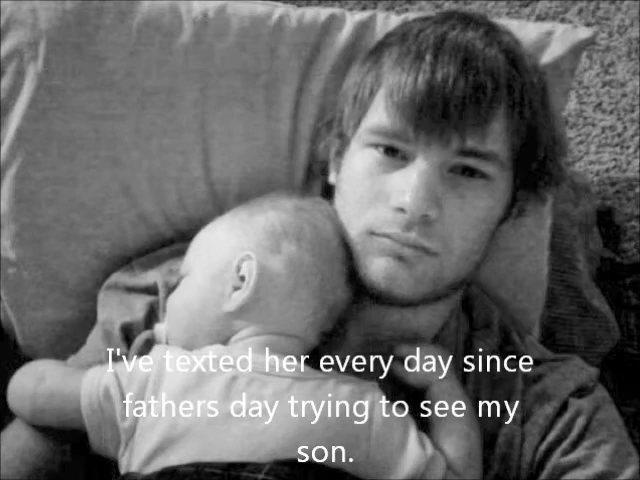 I've texted her every day since
fathers day trying to see my
son.